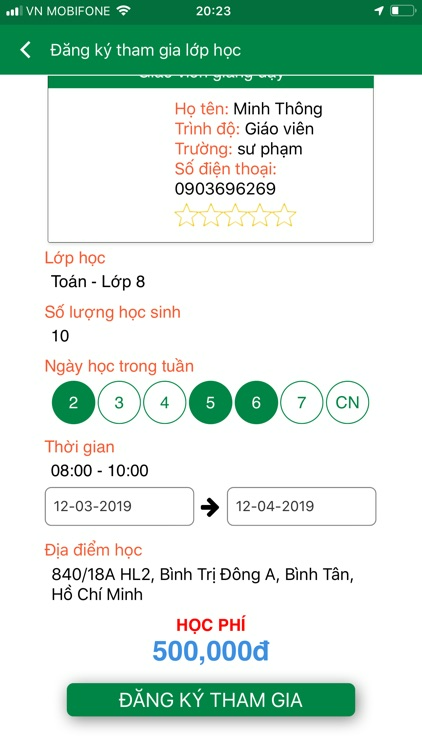 VN MOBIFONE 20:23
Đăng ký tham gia lớp học
Giáo viên giảng dạy
Họ tên: Minh Thông
Trình độ: Giáo viên
Trường: sư phạm
Số điện thoại:
0903696269
Lớp học
Toán - Lớp 8
Số lượng học sinh
10
Ngày học trong tuần
2 3 4 5 6 7 CN
Thời gian
08:00 - 10:00
12-03-2019 12-04-2019
Địa điểm học
840/18A HL2, Bình Trị Đông A, Bình Tân,
Hồ Chí Minh
HỌC PHÍ
500,000đ
ĐĂNG KÝ THAM GIA